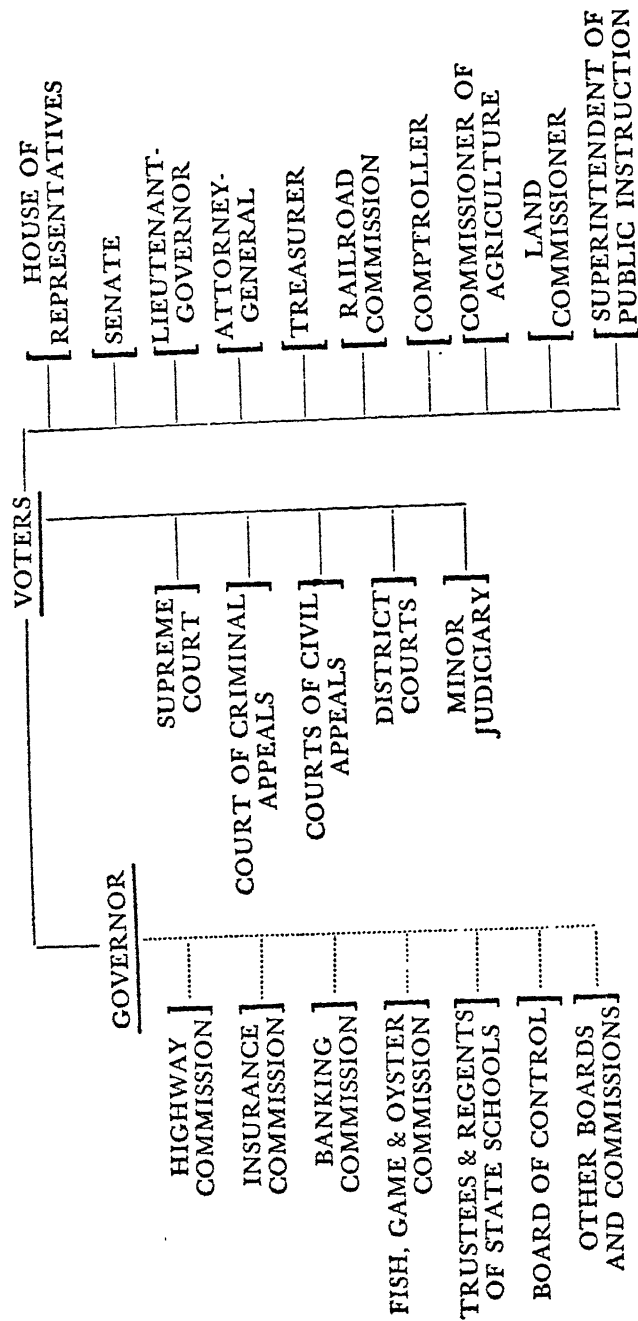 VOTERS
GOVERNOR
HIGHWAY
COMMISSION
INSURANCE
COMMISSION
BANKING
COMMISSION
FISH, GAME & OYSTER
COMMISSION
TRUSTEES & REGENTS
OF STATE SCHOOLS
BOARD OF CONTROL
OTHER BOARDS
AND COMMISSIONS
SUPREME
COURT
COURT OF CRIMINAL
APPEALS
COURTS OF CIVIL
APPEALS
DISTRICT
COURTS
MINOR
JUDICIARY
HOUSE OF
REPRESENTATIVES
SENATE
LIEUTENANT-
GOVERNOR
ATTORNEY-
GENERAL
TREASURER
RAILROAD
COMMISSION
COMPTROLLER
COMMISSIONER OF
AGRICULTURE
LAND
COMMISSIONER
SUPERINTENDENT OF
PUBLIC INSTRUCTION